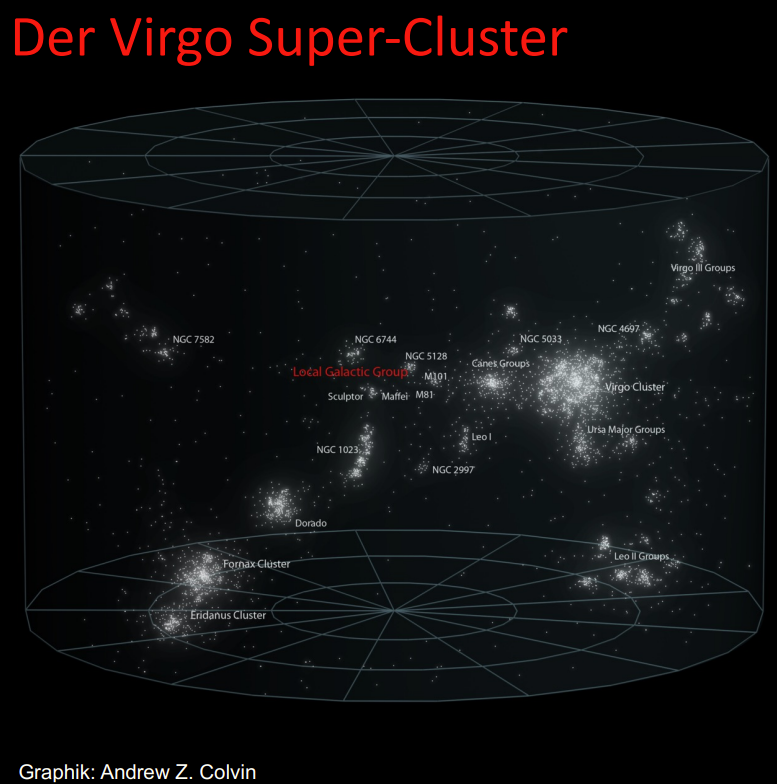 Der Virgo Super-Cluster
Virgo III Groups
NGC 7582
NGC 6744
NGC 5033
NGC 4697
NGC 5128
Canes Groups
Local Galactic Group
M101
Virgo Cluster
Sculptor
Maffei
M81
Ursa Major Groups
Leo I
NGC 1023
NGC 2997
Dorado
Leo II Groups
Fornax Cluster
Eridanus Cluster
Graphik: Andrew Z. Colvin